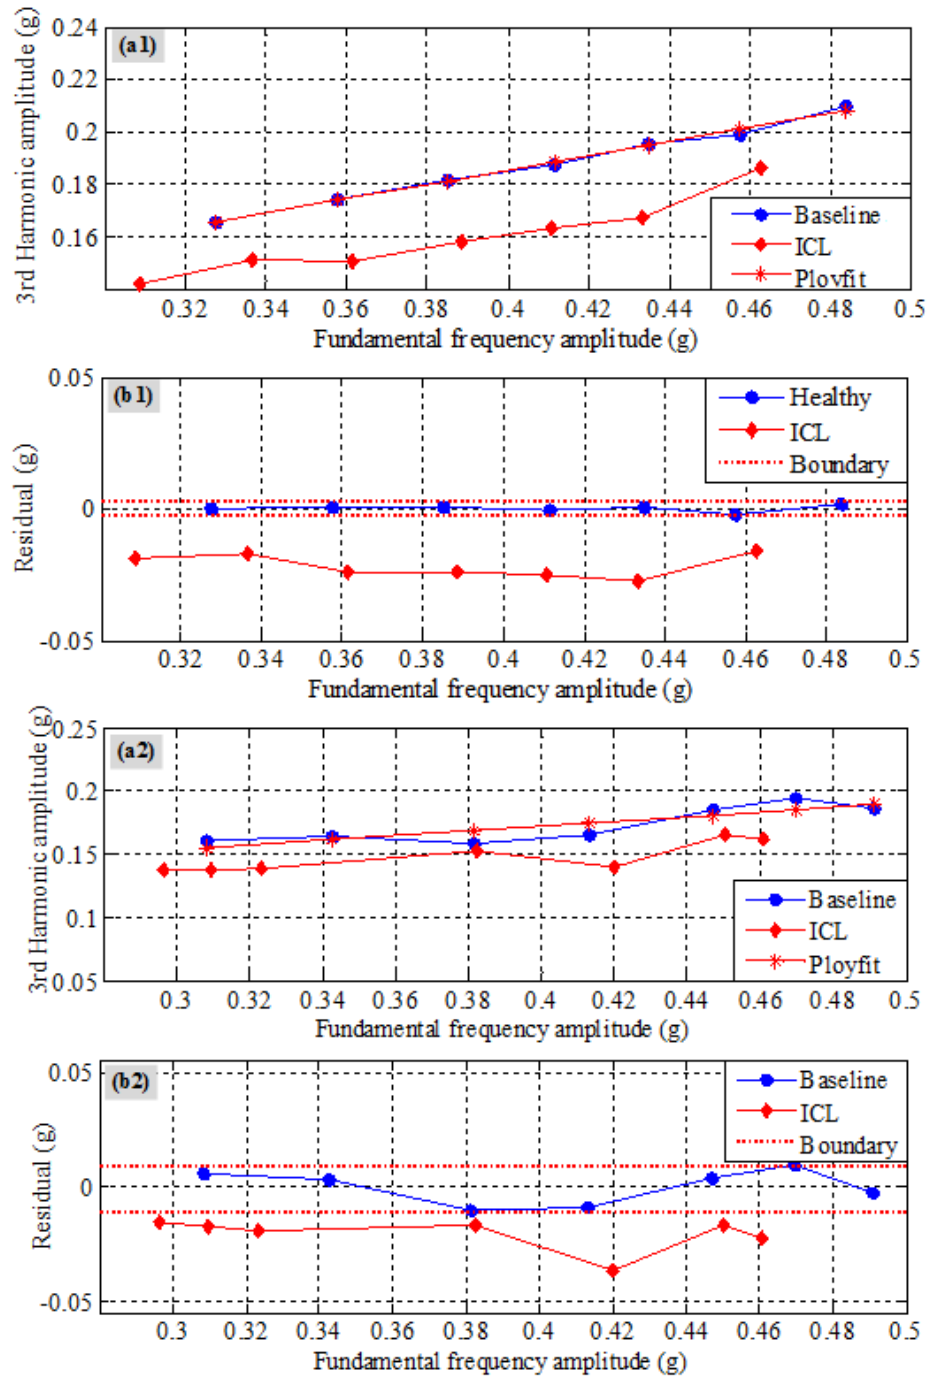 (a1)
3rd Harmonic amplitude (g)
0.24
0.22
0.2
0.18
0.16
Baseline
ICL
Plovfit
0.32 0.34 0.36 0.38 0.4 0.42 0.44 0.46 0.48 0.5
Fundamental frequency amplitude (g)
(b1)
Residual (g)
0.05
0
-0.05
Healthy
ICL
Boundary
0.32 0.34 0.36 0.38 0.4 0.42 0.44 0.46 0.48 0.5
Fundamental frequency amplitude (g)
(a2)
3rd Harmonic amplitude (g)
0.25
0.2
0.15
0.1
0.05
Baseline
ICL
Ployfit
0.3 0.32 0.34 0.36 0.38 0.4 0.42 0.44 0.46 0.48 0.5
Fundamental frequency amplitude (g)
(b2)
Residual (g)
0.05
0
-0.05
Baseline
ICL
Boundary
0.3 0.32 0.34 0.36 0.38 0.4 0.42 0.44 0.46 0.48 0.5
Fundamental frequency amplitude (g)